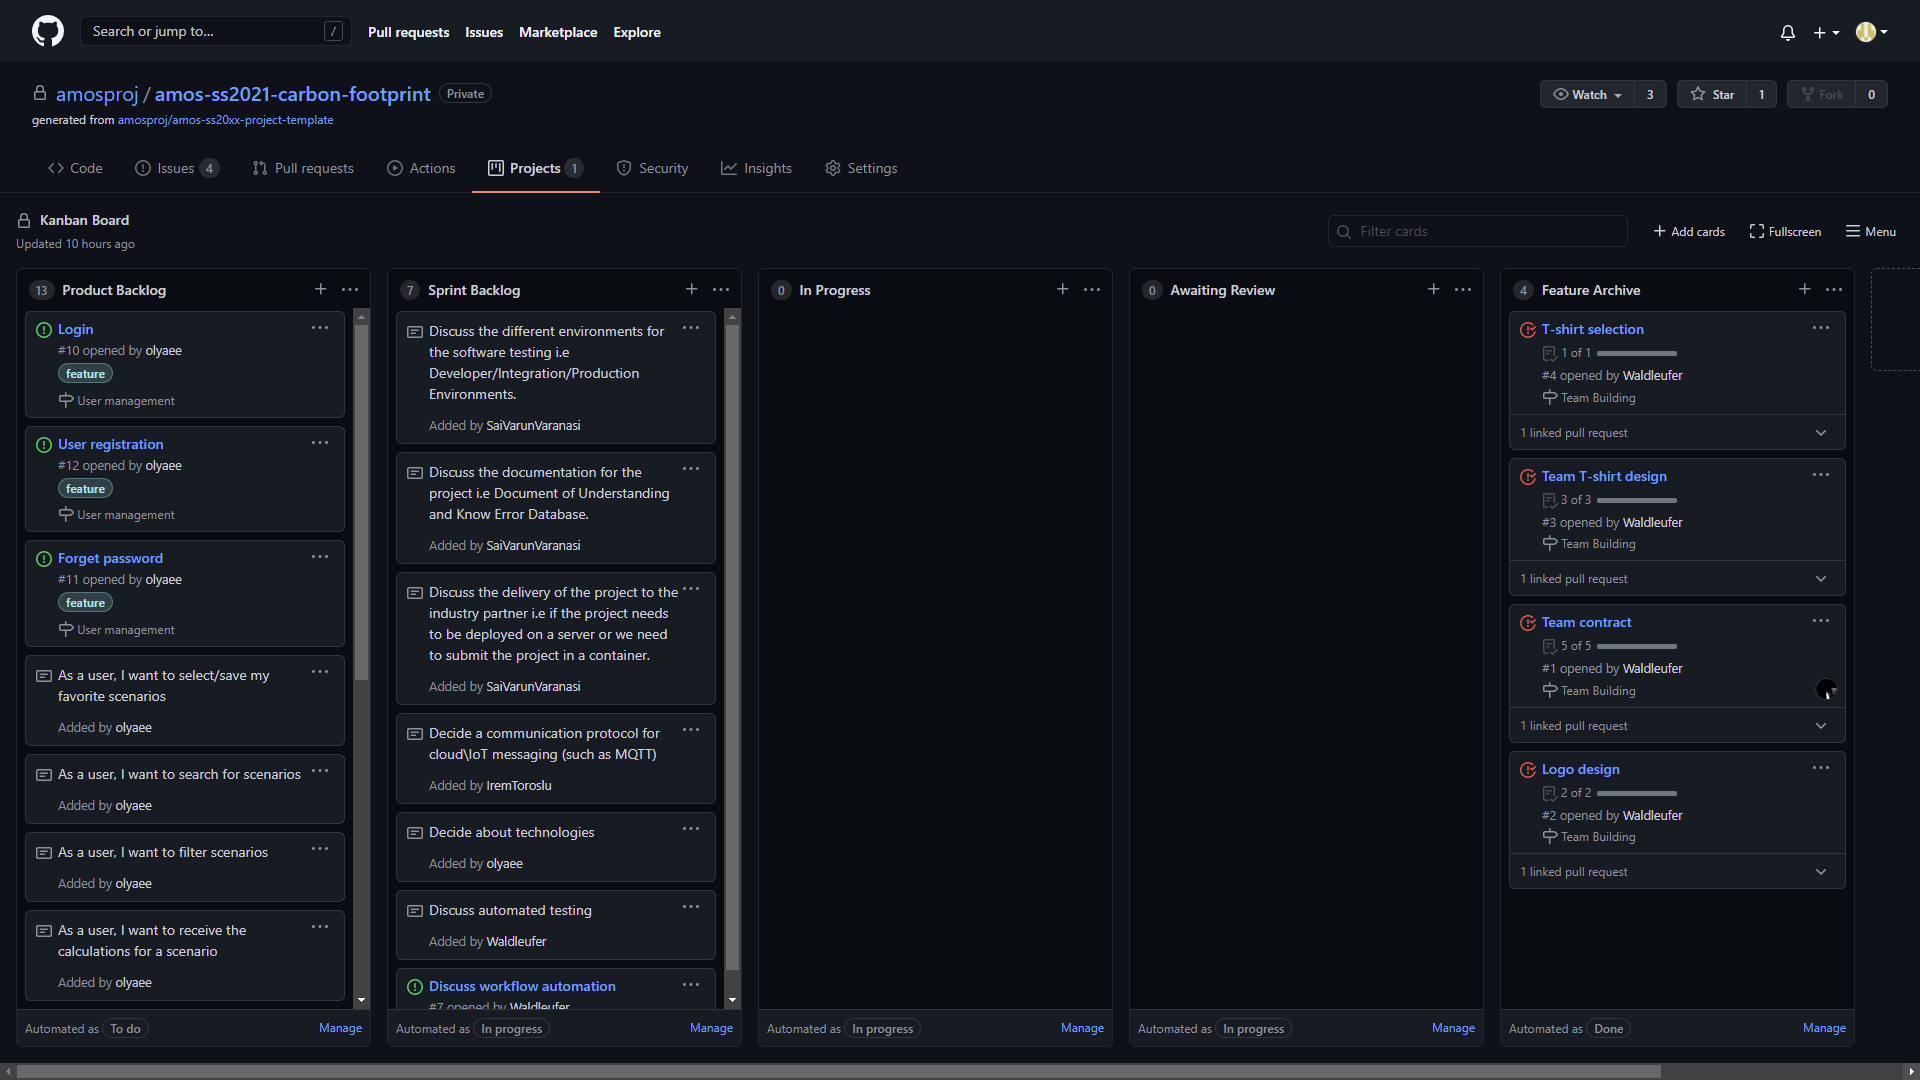 Search or jump to...
/
Pull requests
Issues
Marketplace
Explore
amosproj / amos-ss2021-carbon-footprint
Private
generated from amosproj/amos-ss20xx-project-template
Watch
3
Star
1
Fork
0
Code
Issues 4
Pull requests
Actions
Projects 1
Security
Insights
Settings
Kanban Board
Updated 10 hours ago
Filter cards
Add cards
Fullscreen
Menu
13 Product Backlog
Login
#10 opened by olyaee
feature
User management
User registration
#12 opened by olyaee
feature
User management
Forget password
#11 opened by olyaee
feature
User management
As a user, I want to select/save my
favorite scenarios
Added by olyaee
As a user, I want to search for scenarios
Added by olyaee
As a user, I want to filter scenarios
Added by olyaee
As a user, I want to receive the
calculations for a scenario
Added by olyaee
Automated as To do
Manage
7 Sprint Backlog
Discuss the different environments for
the software testing i.e
Developer/Integration/Production
Environments.
Added by SaiVarunVaranasi
Discuss the documentation for the
project i.e Document of Understanding
and Know Error Database.
Added by SaiVarunVaranasi
Discuss the delivery of the project to the
industry partner i.e if the project needs
to be deployed on a server or we need
to submit the project in a container.
Added by SaiVarunVaranasi
Decide a communication protocol for
cloud\IoT messaging (such as MQTT)
Added by IremToroslu
Decide about technologies
Added by olyaee
Discuss automated testing
Added by Waldleufer
Discuss workflow automation
#7 opened by Waldleufer
Automated as In progress
Manage
0 In Progress
Automated as In progress
Manage
0 Awaiting Review
Automated as In progress
Manage
4 Feature Archive
T-shirt selection
1 of 1
#4 opened by Waldleufer
Team Building
1 linked pull request
Team T-shirt design
3 of 3
#3 opened by Waldleufer
Team Building
1 linked pull request
Team contract
5 of 5
#1 opened by Waldleufer
Team Building
1 linked pull request
Logo design
2 of 2
#2 opened by Waldleufer
Team Building
1 linked pull request
Automated as Done
Manage